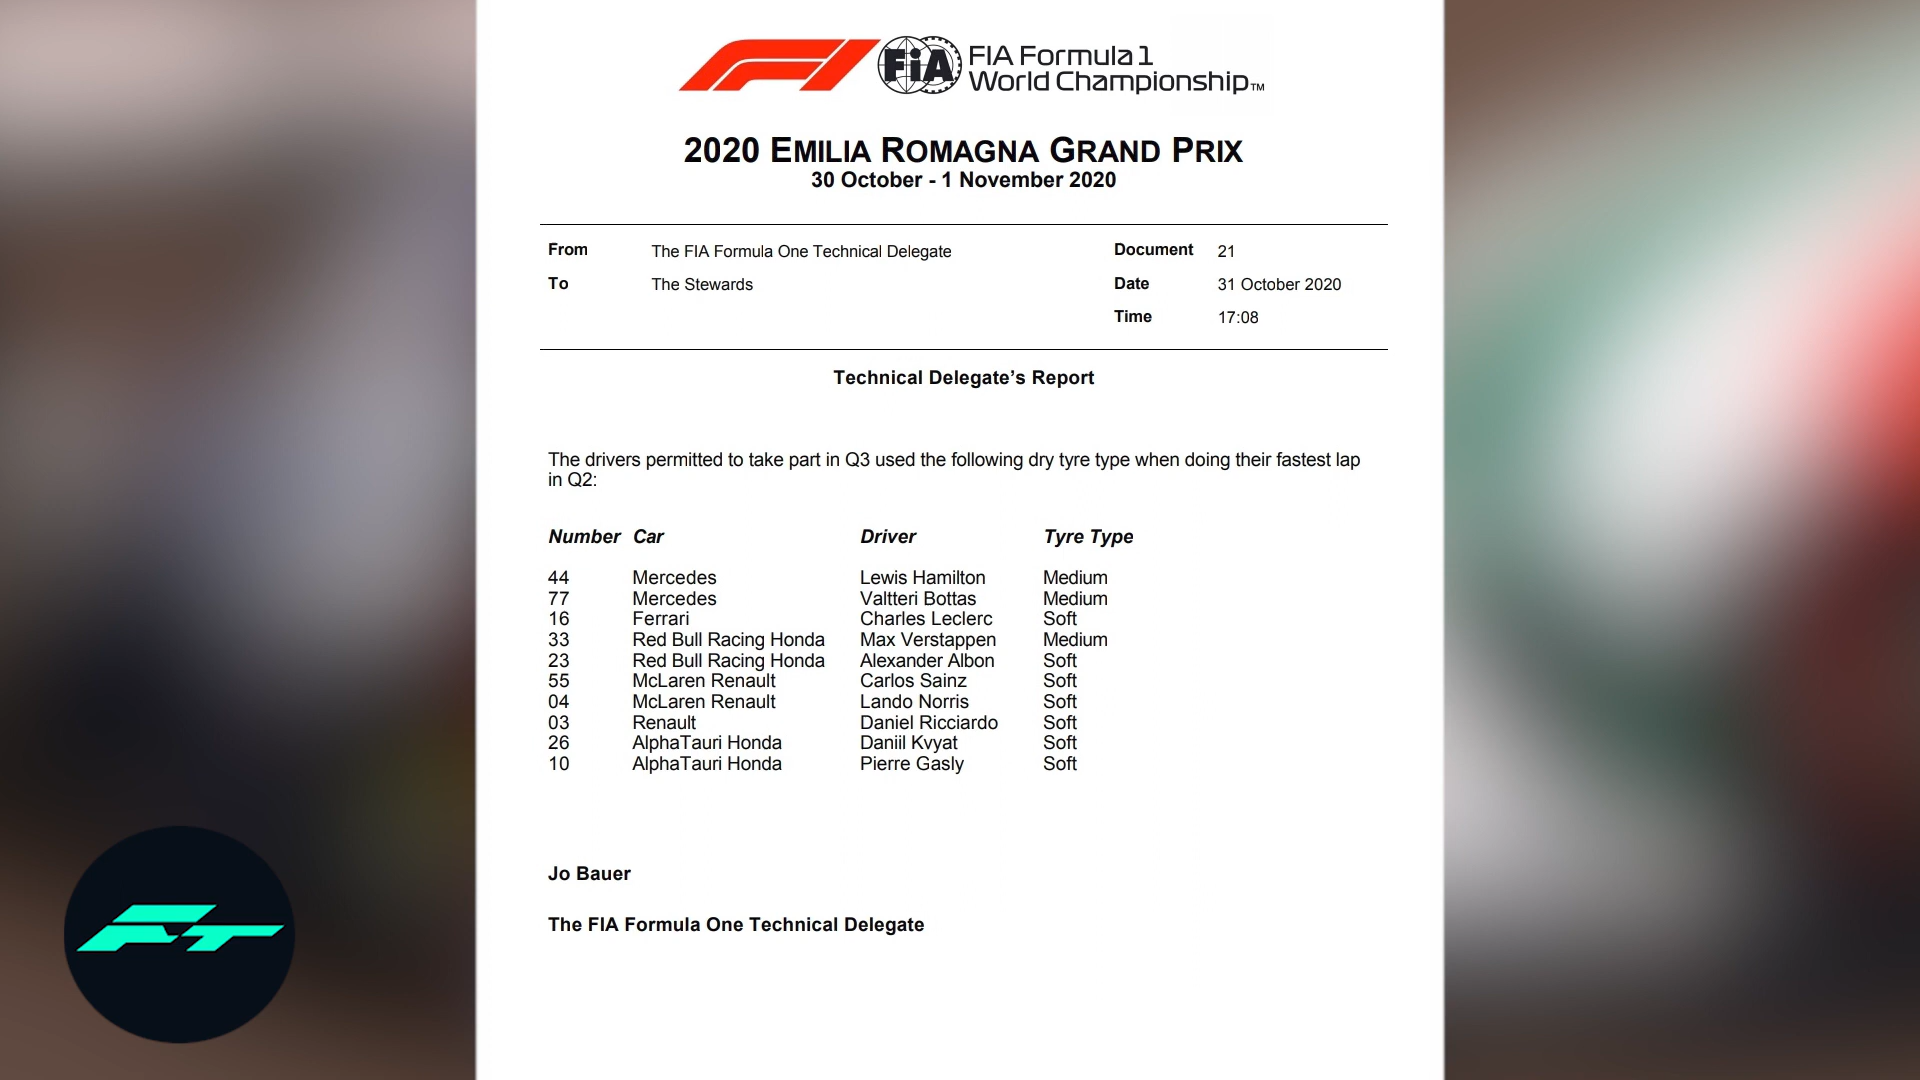 F1 FIA FIA Formula 1
World Championship™
2020 EMILIA ROMAGNA GRAND PRIX
30 October - 1 November 2020
From The FIA Formula One Technical Delegate Document 21
To The Stewards Date 31 October 2020
Time 17:08
Technical Delegate’s Report
The drivers permitted to take part in Q3 used the following dry tyre type when doing their fastest lap
in Q2:
Number Car Driver Tyre Type
44 Mercedes Lewis Hamilton Medium
77 Mercedes Valtteri Bottas Medium
16 Ferrari Charles Leclerc Soft
33 Red Bull Racing Honda Max Verstappen Medium
23 Red Bull Racing Honda Alexander Albon Soft
55 McLaren Renault Carlos Sainz Soft
04 McLaren Renault Lando Norris Soft
03 Renault Daniel Ricciardo Soft
26 AlphaTauri Honda Daniil Kvyat Soft
10 AlphaTauri Honda Pierre Gasly Soft
Jo Bauer
The FIA Formula One Technical Delegate
FT